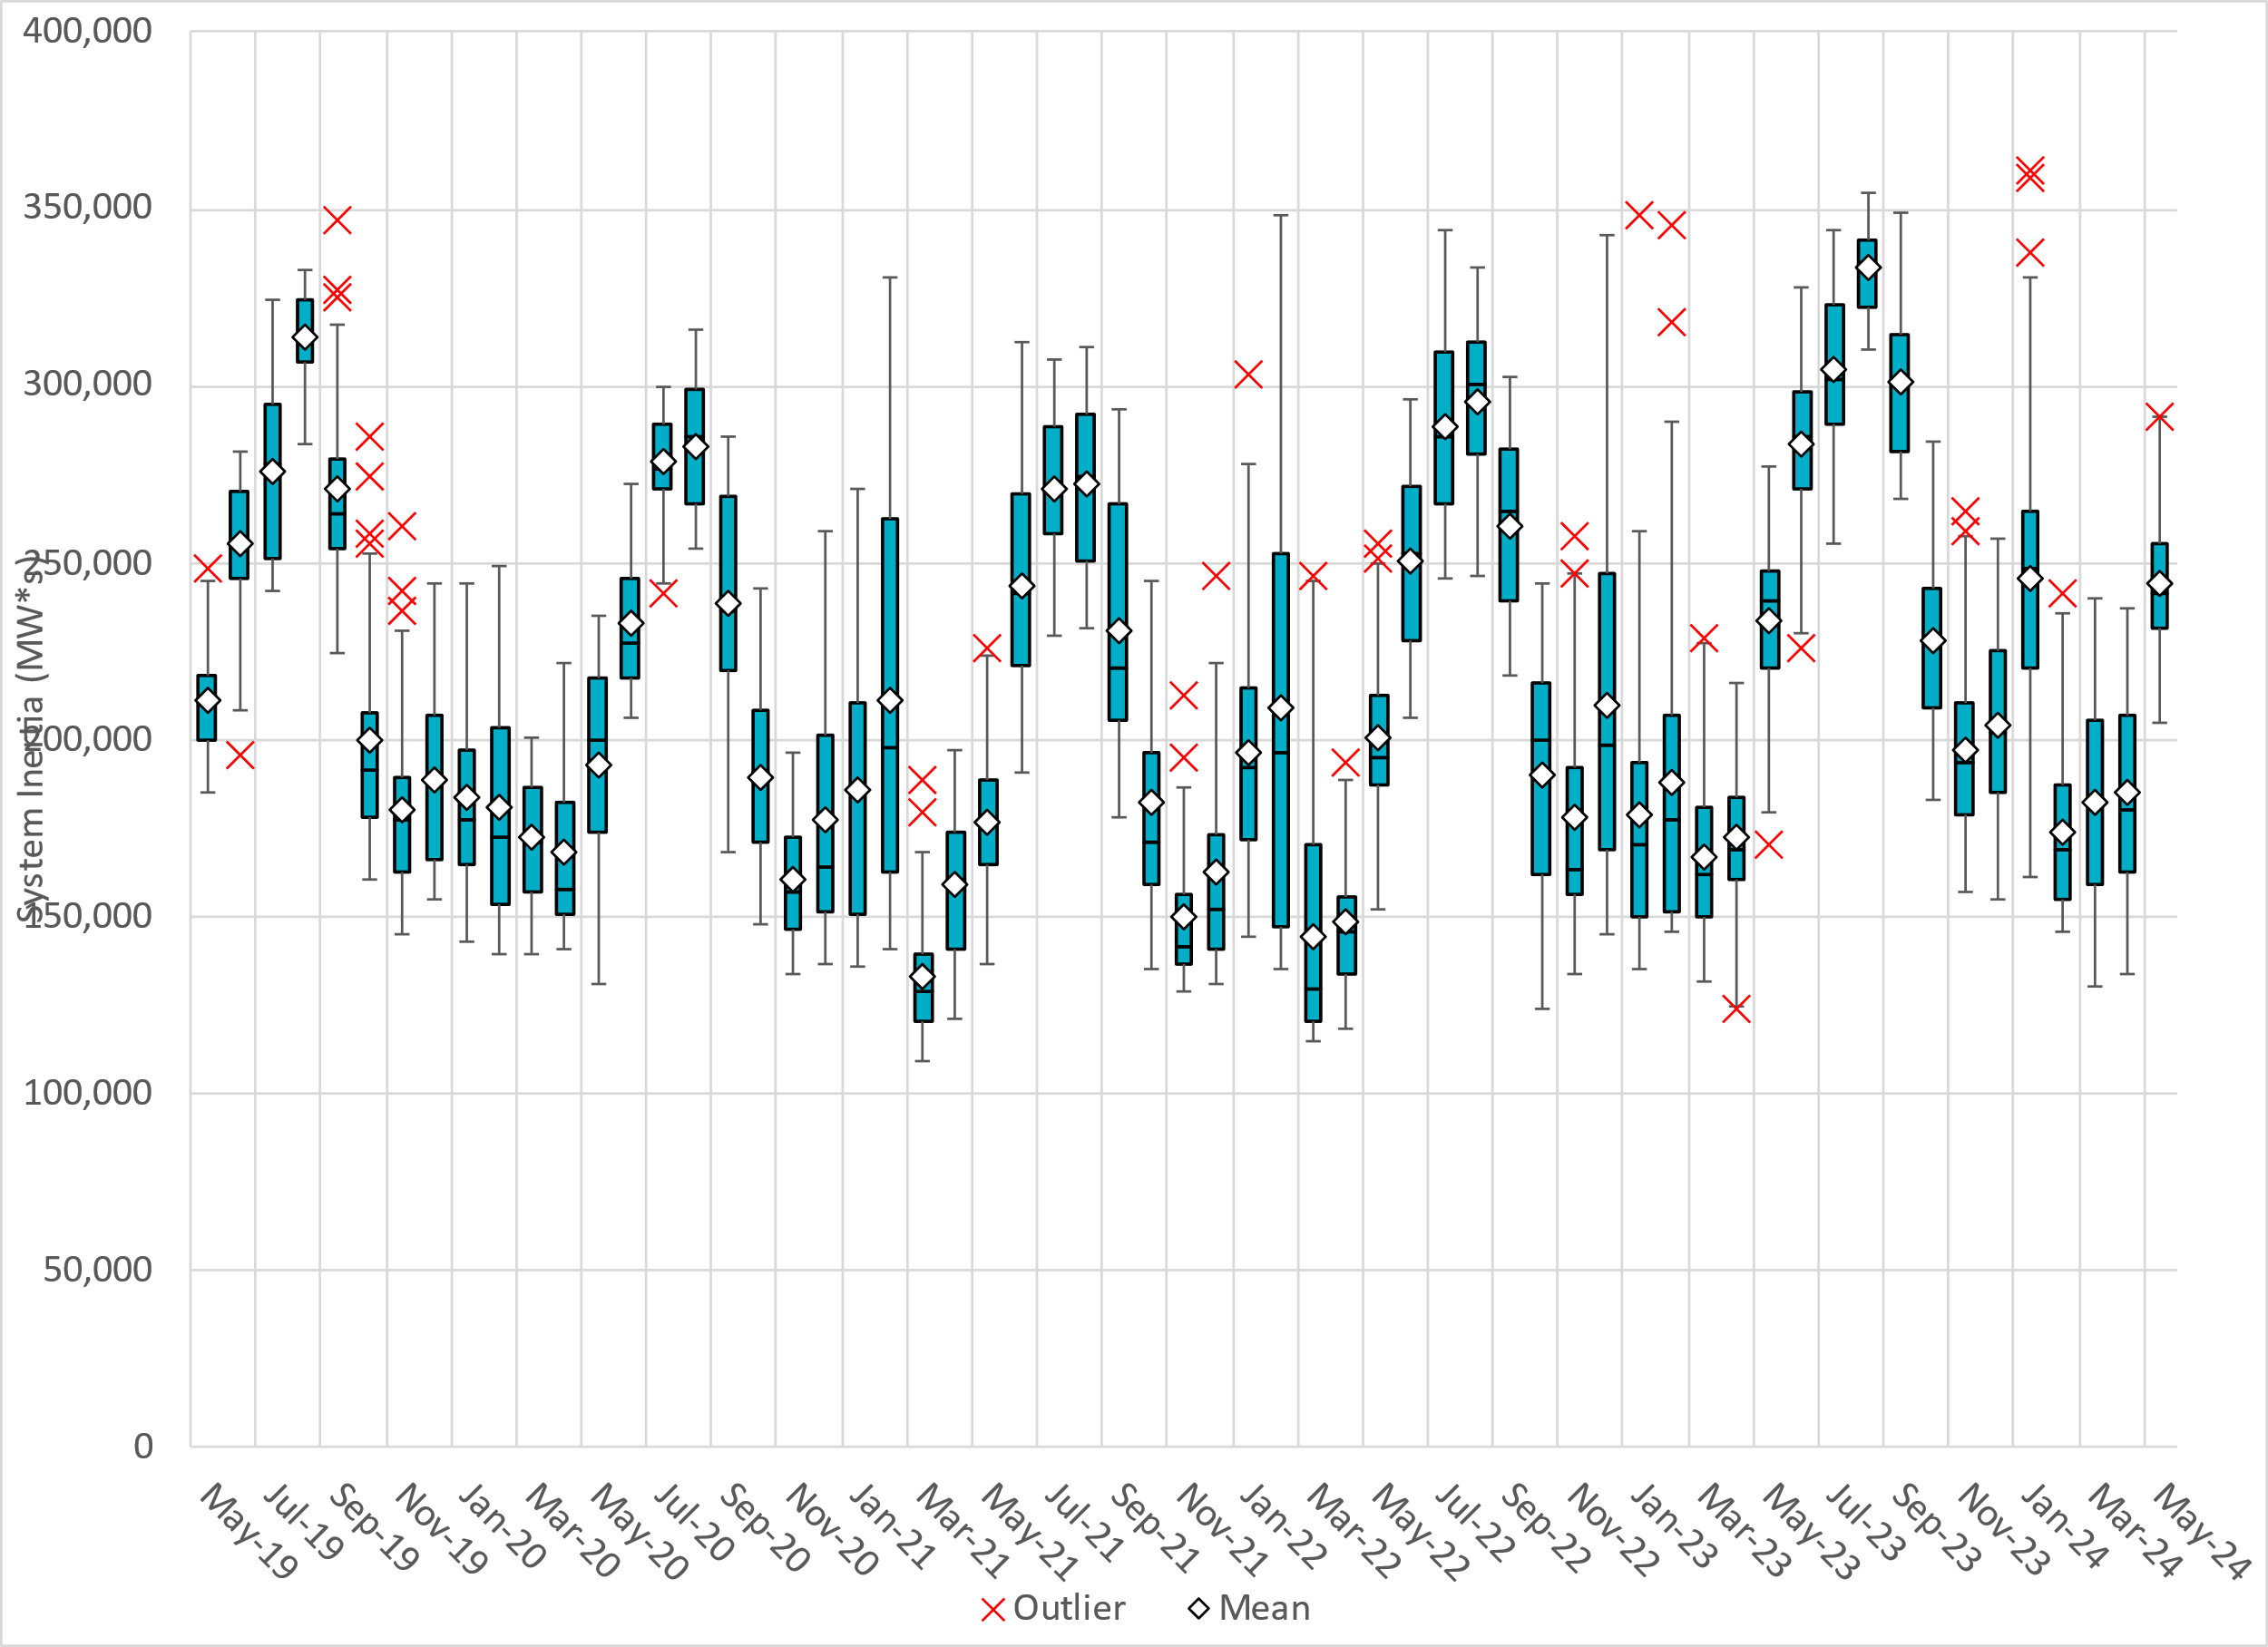 400,000
350,000
300,000
250,000
200,000
150,000
100,000
50,000
0
System Inertia (MW*s)
May-19
Jul-19
Sep-19
Nov-19
Jan-20
Mar-20
May-20
Jul-20
Sep-20
Nov-20
Jan-21
Mar-21
May-21
Jul-21
Sep-21
Nov-21
Jan-22
Mar-22
May-22
Jul-22
Sep-22
Nov-22
Jan-23
Mar-23
May-23
Jul-23
Sep-23
Nov-23
Jan-24
Mar-24
May-24
Outlier
Mean